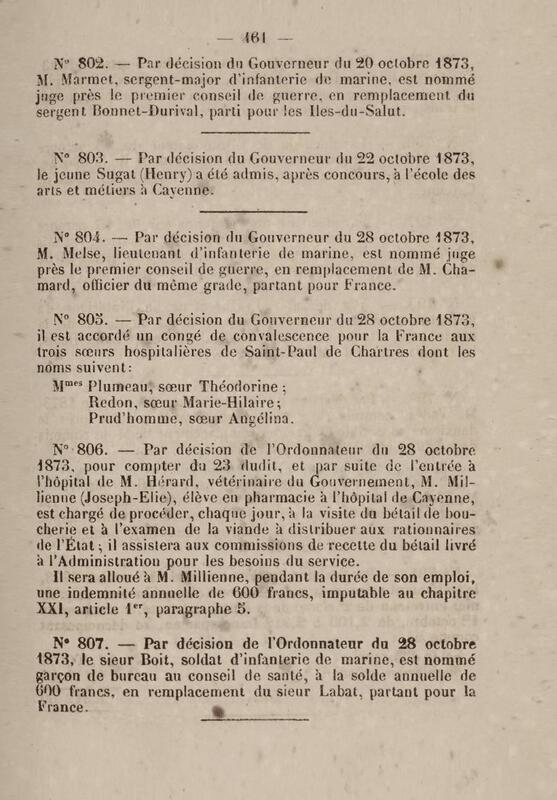 — 461 —
N° 802. — Par décision du Gouverneur du 20 octobre 1873,
M. Marmet, sergent-major d'infanterie de marine, est nommé
juge près le premier conseil de guerre, en remplacement du
sergent Bonnet-Durival, parti pour les Iles-du-Salut.
N° 803. — Par décision du Gouverneur du 22 octobre 1873,
le jeune Sugat (Henry) a été admis, après concours, à l'école des
arts et métiers à Cayenne.
N° 804. — Par décision du Gouverneur du 28 octobre 1873,
M. Melse, lieutenant d'infanterie de marine, est nommé juge
près le premier conseil de guerre, en remplacement de M. Cha-
mard, officier du même grade, partant pour France.
N° 805. — Par décision du Gouverneur du 28 octobre 1873,
il est accordé un congé de convalescence pour la France aux
trois sœurs hospitalières de Saint-Paul de Chartres dont les
noms suivent:
Mmes Plumeau, sœur Théodorine ;
Redon, sœur Marie-Hilaire;
Prud'homme, sœur Angélina.
N° 806. — Par décision de l'Ordonnateur du 28 octobre
1873, pour compter du 23 dudit, et par suite de l'entrée à
l'hôpital de M. Hérard, vétérinaire du Gouvernement, M. Mil-
lienne (Joseph-Elie), élève en pharmacie à l'hôpital de Cayenne,
est chargé de procéder, chaque jour, à la visite du bétail de bou-
cherie et à l'examen de la viande à distribuer aux rationnaires
de l'État ; il assistera aux commissions de recette du bétail livré
à l'Administration pour les besoins du service.
Il sera alloué à M. Millienne, pendant la durée de son emploi,
une indemnité annuelle de 600 francs, imputable au chapitre
XXI, article 1er, paragraphe 5.
N° 807. — Par décision de l'Ordonnateur du 28 octobre
1873, le sieur Boit, soldat d'infanterie de marine, est nommé
garçon de bureau au conseil de santé, à la solde annuelle de
600 francs, en remplacement du sieur Labat, partant pour la
France.